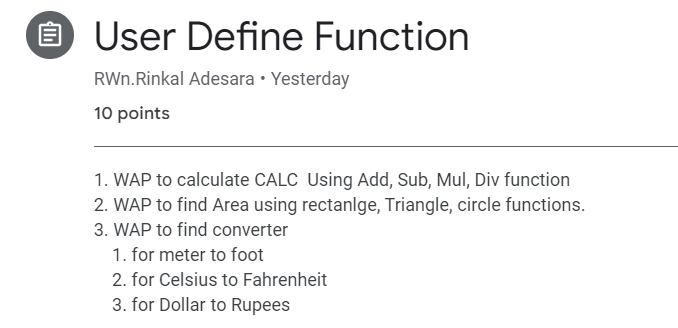 User Define Function
RWn.Rinkal Adesara • Yesterday
10 points
1. WAP to calculate CALC  Using Add, Sub, Mul, Div function
2. WAP to find Area using rectanlge, Triangle, circle functions.
3. WAP to find converter
1. for meter to foot
2. for Celsius to Fahrenheit
3. for Dollar to Rupees